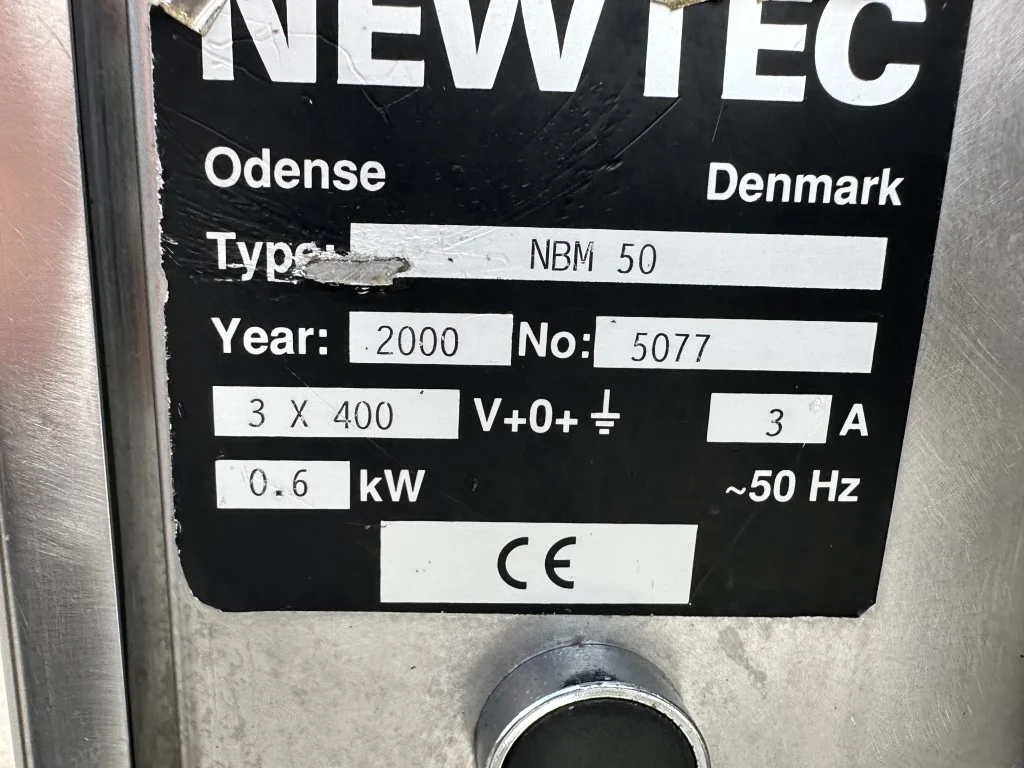 NEWTEC
Odense Denmark
Type: NBM 50
Year: 2000 No: 5077
3 X 400 V+0+⏚ 3 A
0.6 kW ~50 Hz
CE